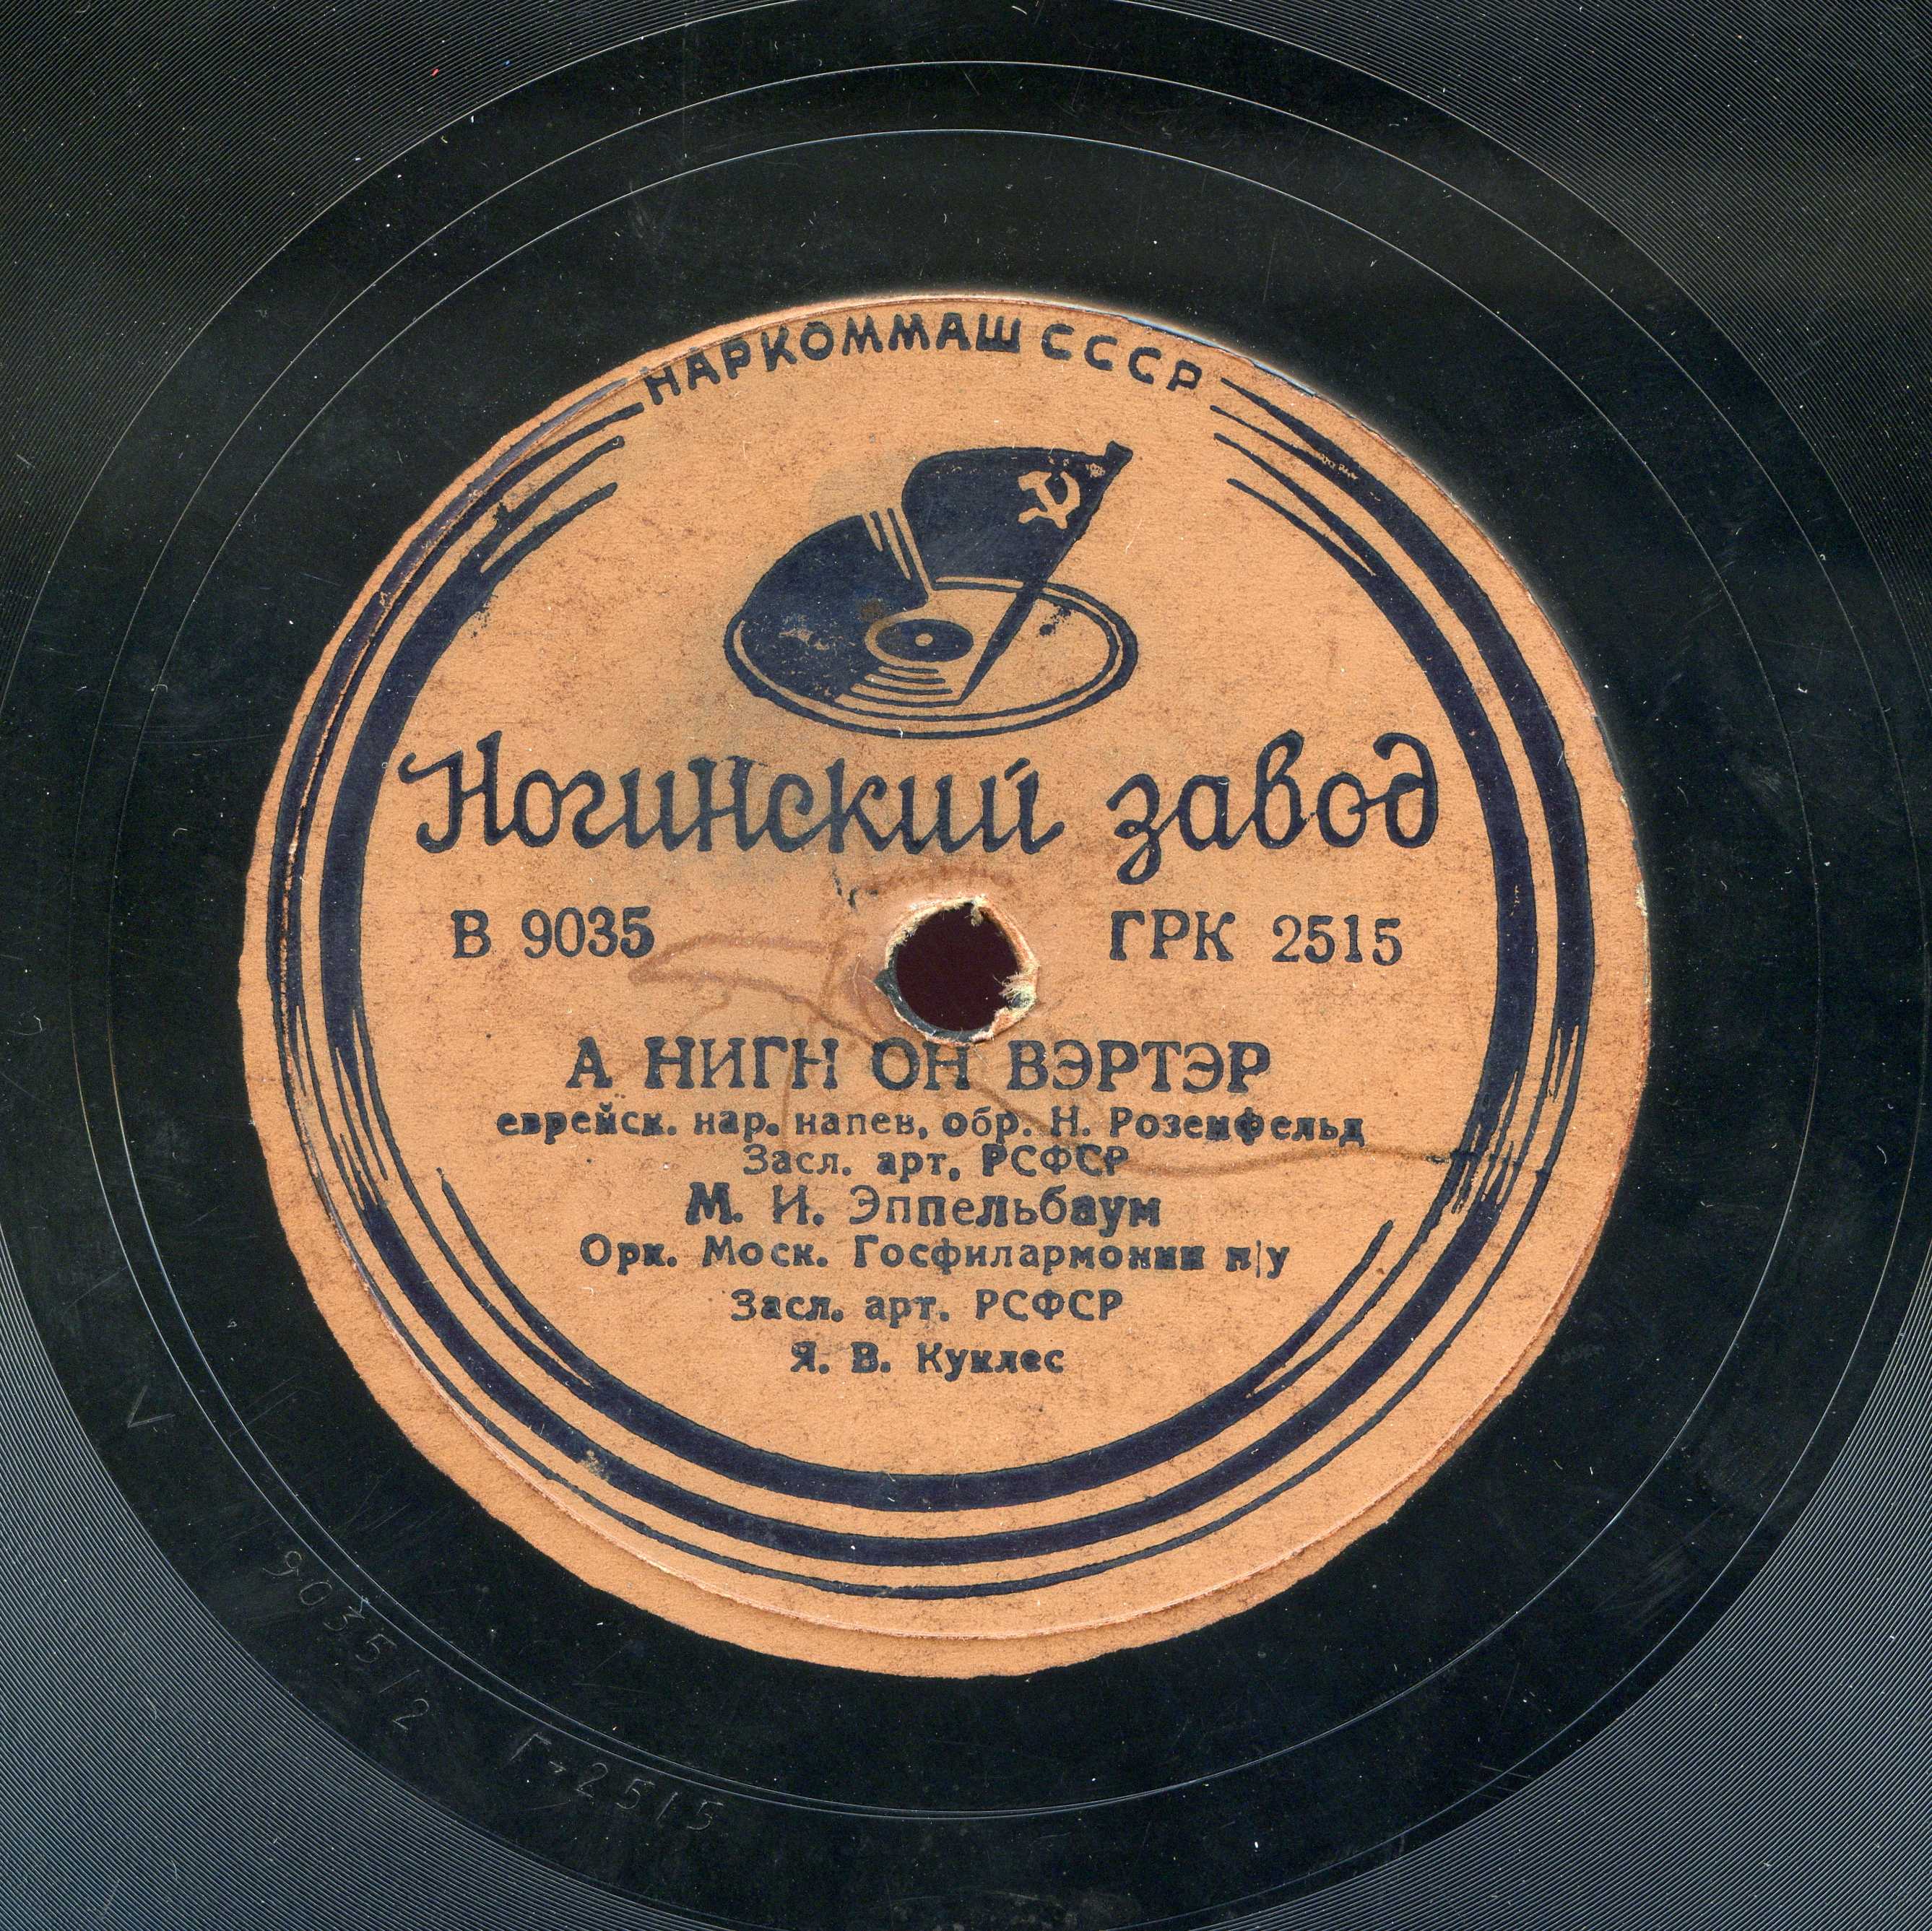 НАРКОММАШ СССР
Ногинский завод
В 9035 ГРК 2515
А НИГН ОН ВЭРТЭР
еврейск. нар. напев, обр. Н. Розенфельд
Засл. арт. РСФСР
М. И. Эппельбаум
Орк. Моск. Госфилармонии п/у
Засл. арт. РСФСР
Я. В. Куклес
9035/2 Г-2515